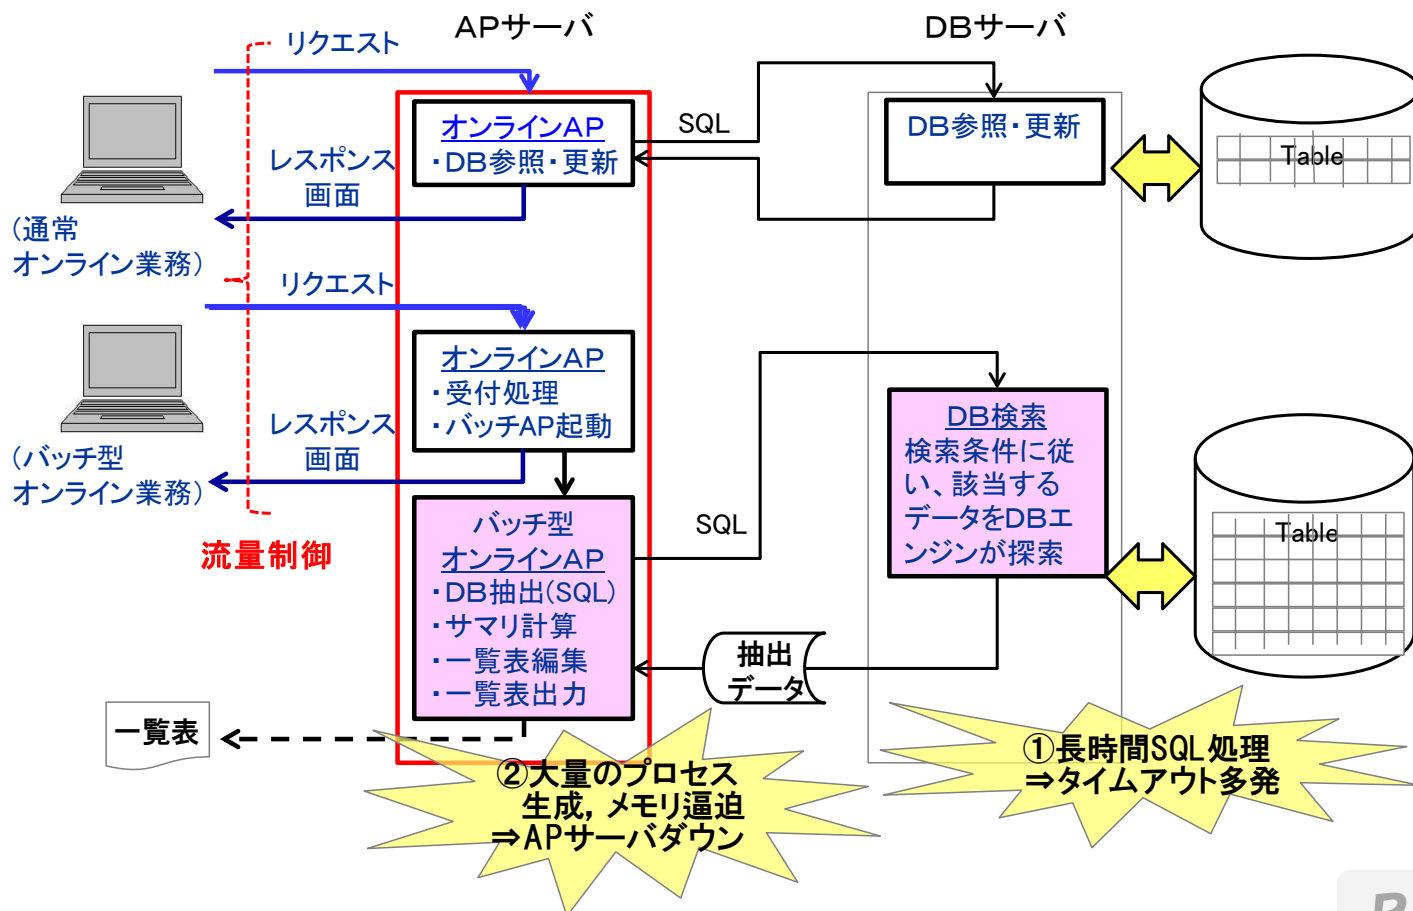 APサーバ
DBサーバ
リクエスト
オンラインAP
・DB参照・更新
SQL
DB参照・更新
Table
レスポンス
画面
(通常
オンライン業務)
リクエスト
オンラインAP
・受付処理
・バッチAP起動
レスポンス
画面
(バッチ型
オンライン業務)
流量制御
バッチ型
オンラインAP
・DB抽出(SQL)
・サマリ計算
・一覧表編集
・一覧表出力
SQL
DB検索
検索条件に従
い、該当する
データをDBエ
ンジンが探索
Table
抽出
データ
一覧表
②大量のプロセス
生成, メモリ逼迫
⇒APサーバダウン
①長時間SQL処理
⇒タイムアウト多発